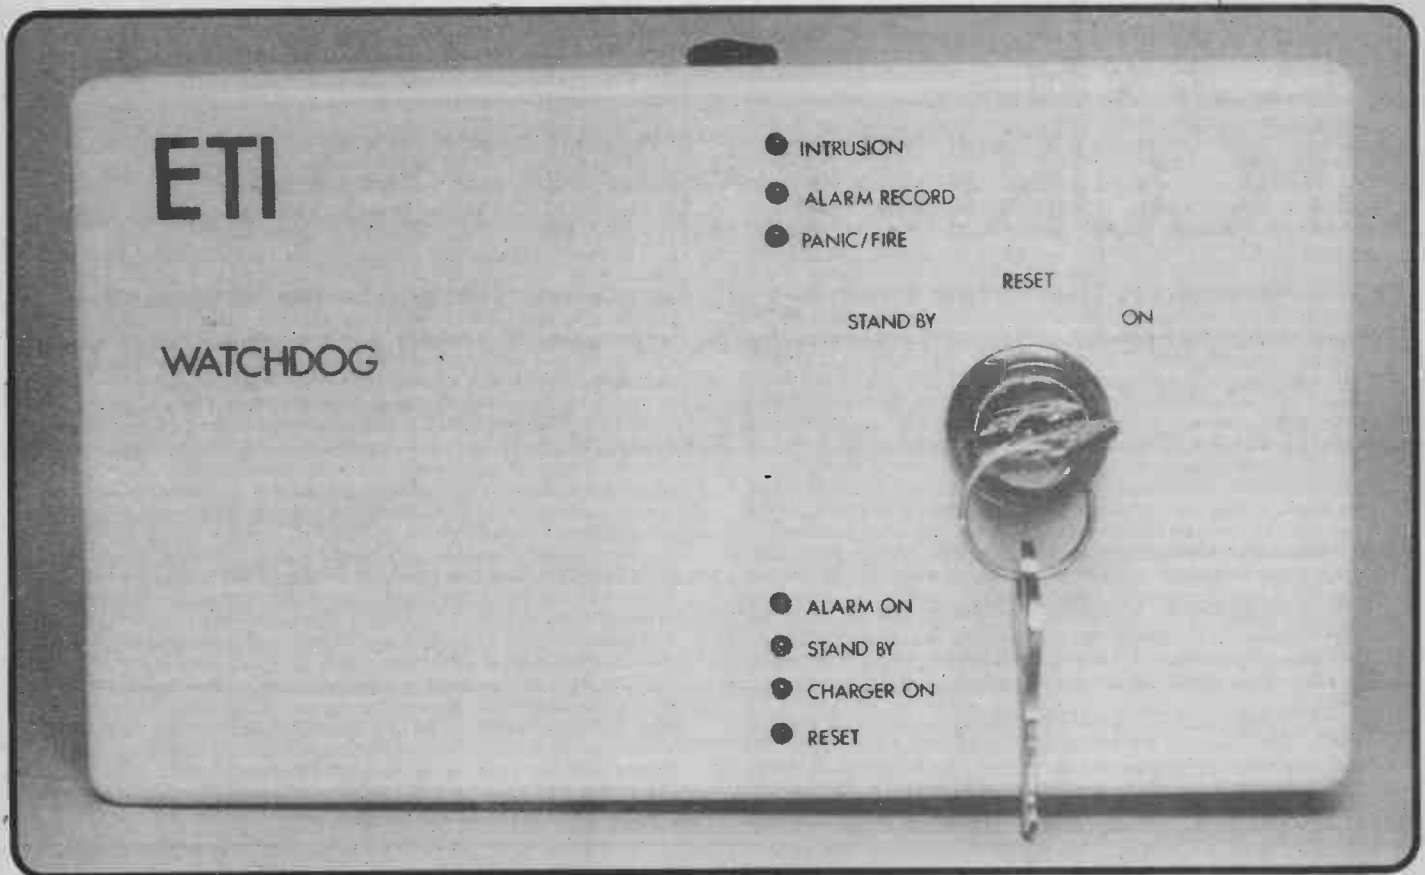 ETI
WATCHDOG
INTRUSION
ALARM RECORD
PANIC/FIRE
RESET
STAND BY
ON
ALARM ON
STAND BY
CHARGER ON
RESET